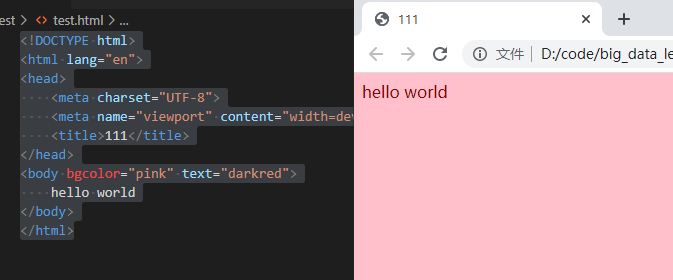 est > test.html > ...
<!DOCTYPE html>
<html lang="en">
<head>
    <meta charset="UTF-8">
    <meta name="viewport" content="width=dev
    <title>111</title>
</head>
<body bgcolor="pink" text="darkred">
    hello world
</body>
</html>
111
文件 | D:/code/big_data_le
hello world